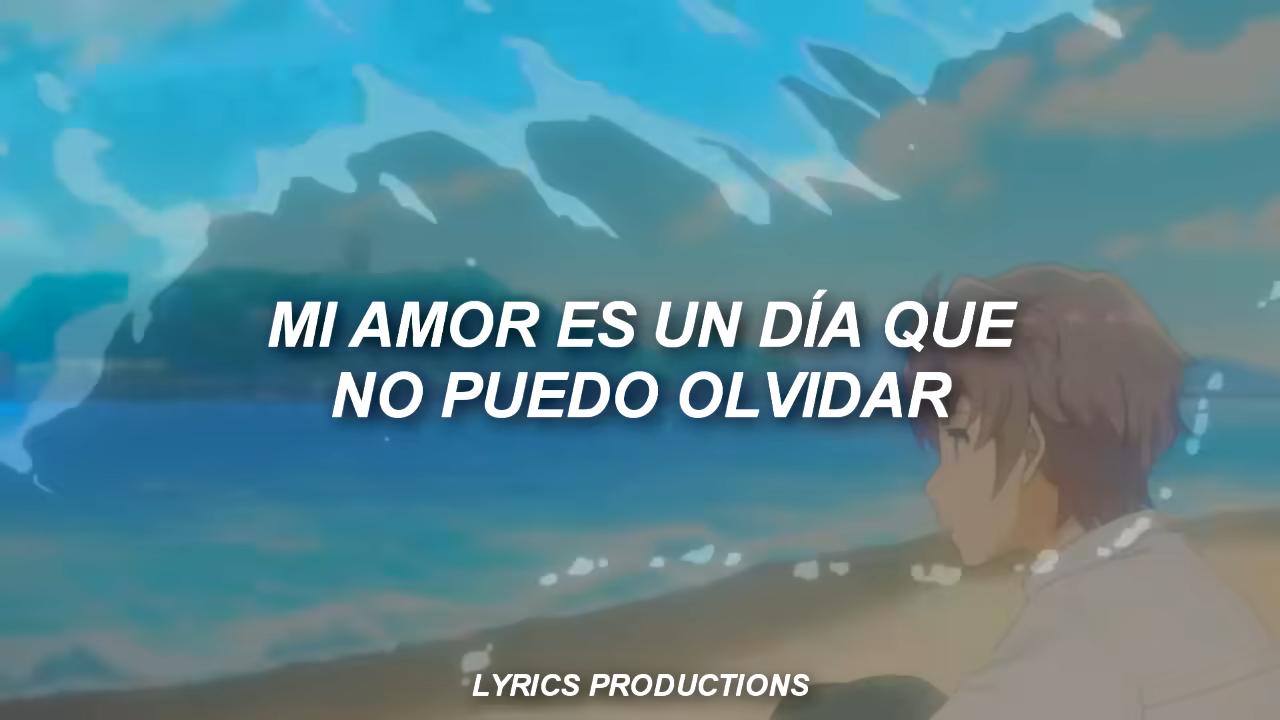 MI AMOR ES UN DÍA QUE
NO PUEDO OLVIDAR
LYRICS PRODUCTIONS